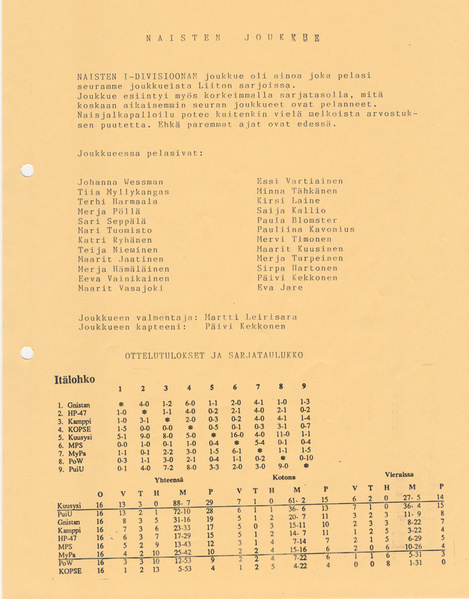 NAISTEN JOUKKUE
NAISTEN I-DIVISIOONAN joukkue oli ainoa joka pelasi
seuramme joukkueista Liiton sarjoissa.
Joukkue esiintyi myös korkeimmalla sarjatasolla, mitä
koskaan aikaisemmin seuran joukkueet ovat pelanneet.
Naisjalkapalloilu potee kuitenkin vielä melkoista arvostuk-
sen puutetta. Ehkä paremmat ajat ovat edessä.
Joukkueessa pelasivat:
Johanna Wessman Essi Vartiainen
Tiia Myllykangas Minna Tähkänen
Terhi Harmaala Kirsi Laine
Merja Pöllä Saija Kallio
Sari Seppälä Paula Blomster
Mari Tuomisto Pauliina Kavonius
Katri Ryhänen Mervi Timonen
Teija Nieminen Maarit Kuusinen
Maarit Jaatinen Merja Turpeinen
Merja Hämäläinen Sirpa Hartonen
Eeva Vainikainen Päivi Kekkonen
Maarit Vasajoki Eva Jare
Joukkueen valmentaja: Martti Leirisara
Joukkueen kapteeni: Päivi Kekkonen
OTTELUTULOKSET JA SARJATAULUKKO
Itälohko
1 2 3 4 5 6 7 8 9
1. Gnistan * 4-0 1-2 6-0 1-1 2-0 4-1 1-0 1-3
2. HP-47 1-0 * 1-1 4-0 0-2 2-1 4-0 2-1 0-2
3. Kamppi 1-0 3-1 * 2-0 0-3 0-2 4-0 4-1 1-4
4. KOPSE 1-5 0-0 0-0 * 0-5 0-1 0-3 3-1 0-7
5. Kuusysi 5-1 9-0 8-0 5-0 * 16-0 4-0 11-0 1-1
6. MPS 0-0 1-0 0-1 1-0 0-4 * 5-4 0-1 0-4
7. MyPa 1-1 0-1 2-2 3-0 1-5 6-1 * 1-1 1-5
8. PoW 0-3 1-1 3-0 2-1 0-4 1-1 0-2 * 0-10
9. PuiU 0-1 4-0 7-2 8-0 3-3 2-0 3-0 9-0 *
Yhteensä Kotona Vieraissa
O V T H M P V T H M P V T H M P
Kuusysi 16 13 3 0 88- 7 29 7 1 0 61- 2 15 6 2 0 27- 5 14
PuiU 16 13 2 1 72-10 28 6 1 1 36- 6 13 7 1 0 36- 4 15
Gnistan 16 8 3 5 31-16 19 5 1 2 20- 7 11 3 2 3 11- 9 8
Kamppi 16 7 3 6 23-33 17 5 0 3 15-11 10 2 3 3 8-22 7
HP-47 16 6 3 7 17-29 15 5 1 2 14- 7 11 1 2 5 3-22 4
MPS 16 5 2 9 13-43 12 3 1 4 7-14 7 2 1 5 6-29 5
MyPa 16 4 2 10 25-42 10 2 2 4 15-16 6 2 0 6 10-26 4
PoW 16 3 3 10 12-53 9 2 2 4 7-22 6 1 1 6 5-31 3
KOPSE 16 1 2 13 5-53 4 1 2 5 4-22 4 0 0 8 1-31 0